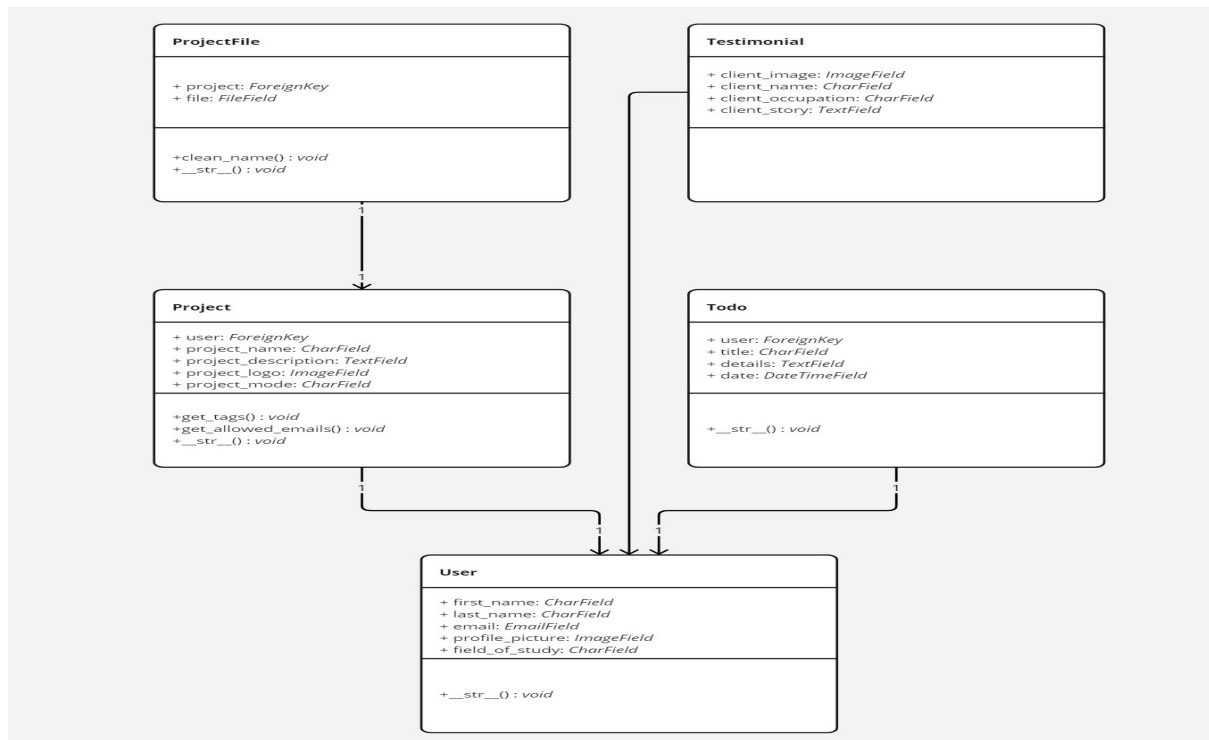 ProjectFile
+ project: ForeignKey
+ file: FileField
+clean_name() : void
+__str__() : void
Testimonial
+ client_image: ImageField
+ client_name: CharField
+ client_occupation: CharField
+ client_story: TextField
1
1
Project
+ user: ForeignKey
+ project_name: CharField
+ project_description: TextField
+ project_logo: ImageField
+ project_mode: CharField
+get_tags() : void
+get_allowed_emails() : void
+__str__() : void
Todo
+ user: ForeignKey
+ title: CharField
+ details: TextField
+ date: DateTimeField
+__str__() : void
1
1
1
1
User
+ first_name: CharField
+ last_name: CharField
+ email: EmailField
+ profile_picture: ImageField
+ field_of_study: CharField
+__str__() : void